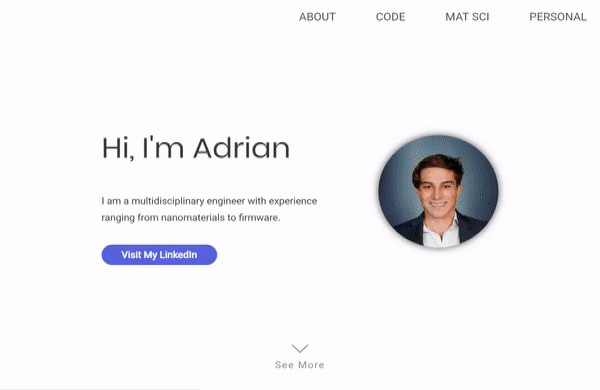 ABOUT CODE MAT SCI PERSONAL
Hi, I'm Adrian
I am a multidisciplinary engineer with experience
ranging from nanomaterials to firmware.
Visit My LinkedIn
See More